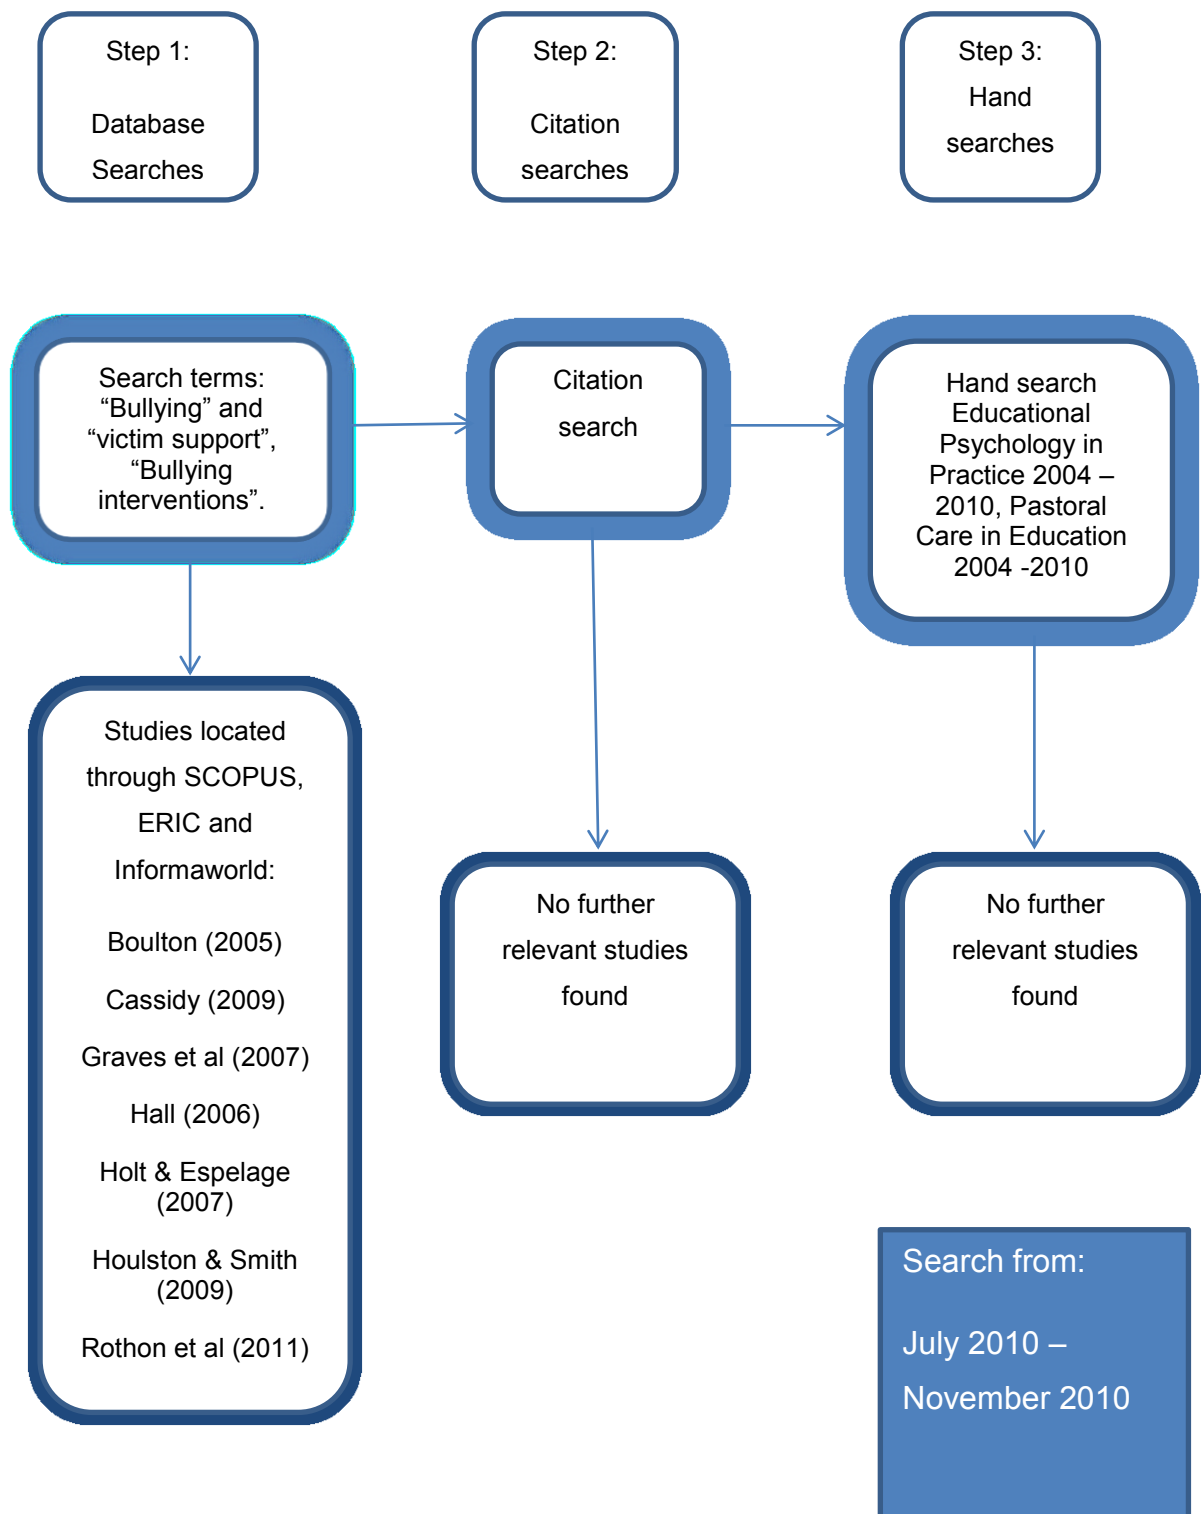 Step 1:
Database
Searches
Step 2:
Citation
searches
Step 3:
Hand
searches
Search terms:
“Bullying” and
“victim support”,
“Bullying
interventions”.
Citation
search
Hand search
Educational
Psychology in
Practice 2004 –
2010, Pastoral
Care in Education
2004 -2010
Studies located
through SCOPUS,
ERIC and
Informaworld:
Boulton (2005)
Cassidy (2009)
Graves et al (2007)
Hall (2006)
Holt & Espelage
(2007)
Houlston & Smith
(2009)
Rothon et al (2011)
No further
relevant studies
found
No further
relevant studies
found
Search from:
July 2010 –
November 2010